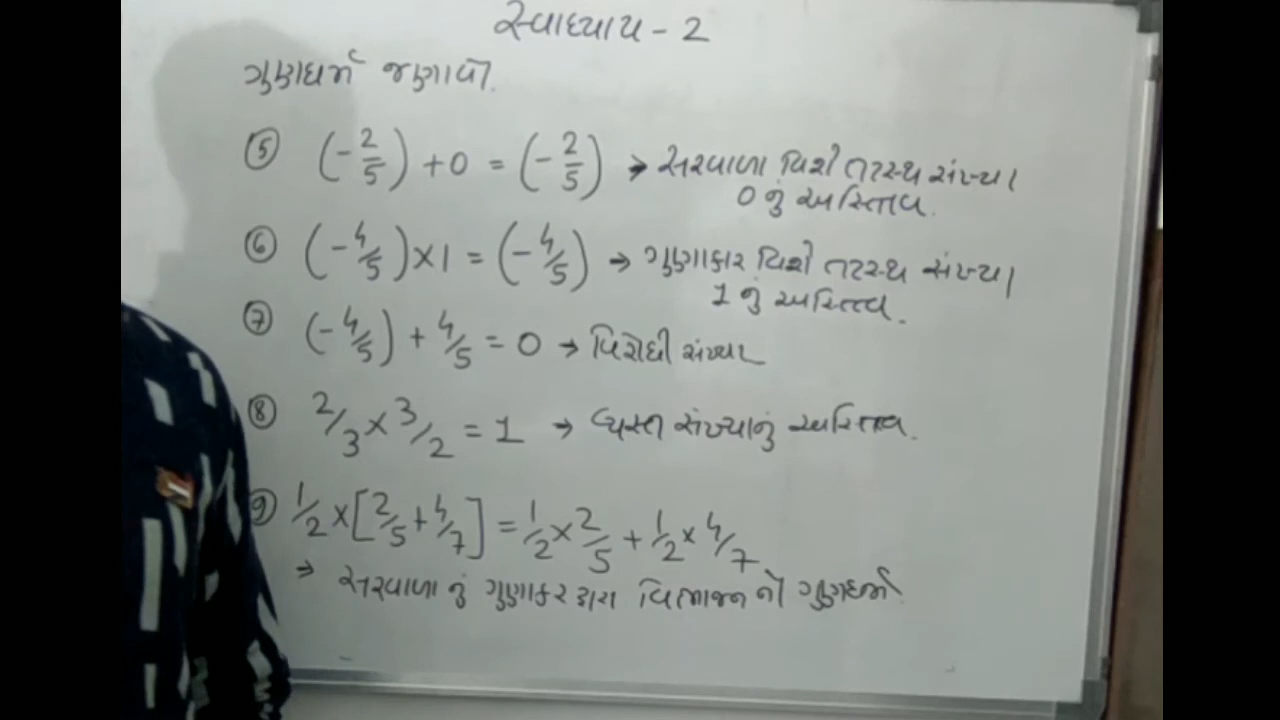 સ્વાધ્યાય - 2
ગુણધર્મ જણાવો.
⑤ (-2/5) + 0 = (-2/5) → સરવાળા વિશે તટસ્થ સંખ્યા
0 નું અસ્તિત્વ.
⑥ (-4/5) × 1 = (-4/5) → ગુણાકાર વિશે તટસ્થ સંખ્યા
1 નું અસ્તિત્વ.
⑦ (-4/5) + 4/5 = 0 → વિરોધી સંખ્યા
⑧ 2/3 × 3/2 = 1 → વ્યસ્ત સંખ્યાનું અસ્તિત્વ.
⑨ 1/2 × [2/5 + 4/7] = 1/2 × 2/5 + 1/2 × 4/7
→ સરવાળા નું ગુણાકાર દ્વારા વિભાજન નો ગુણધર્મ.